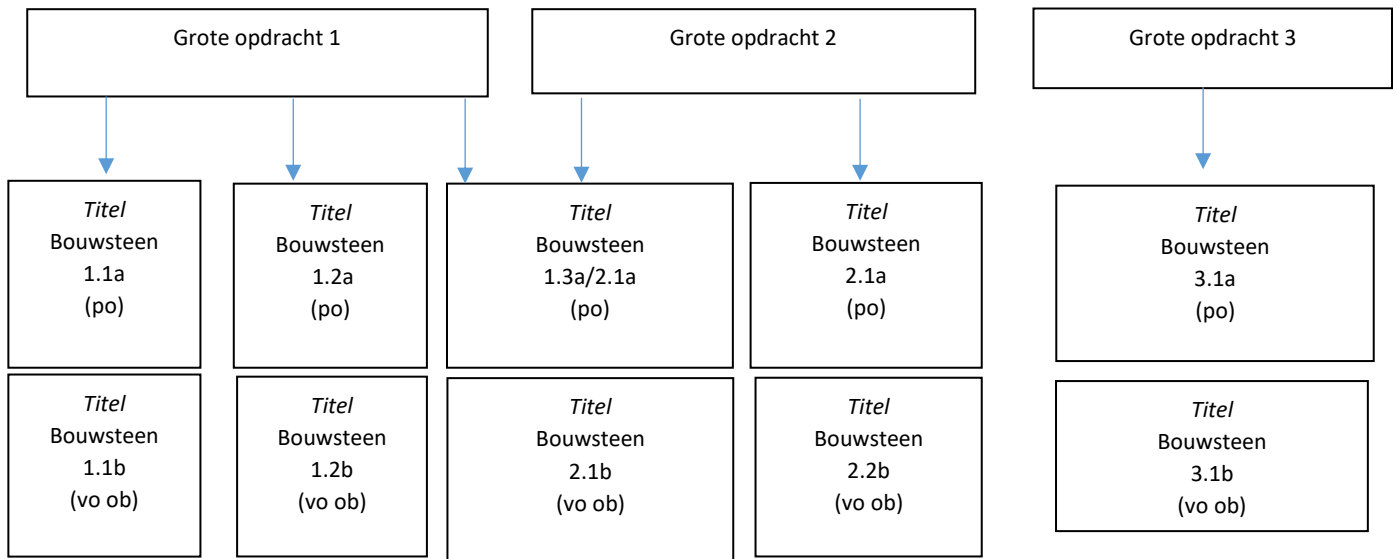 Grote opdracht 1
Grote opdracht 2
Grote opdracht 3
Titel
Bouwsteen
1.1a
(po)
Titel
Bouwsteen
1.2a
(po)
Titel
Bouwsteen
1.3a/2.1a
(po)
Titel
Bouwsteen
2.1a
(po)
Titel
Bouwsteen
3.1a
(po)
Titel
Bouwsteen
1.1b
(vo ob)
Titel
Bouwsteen
1.2b
(vo ob)
Titel
Bouwsteen
2.1b
(vo ob)
Titel
Bouwsteen
2.2b
(vo ob)
Titel
Bouwsteen
3.1b
(vo ob)